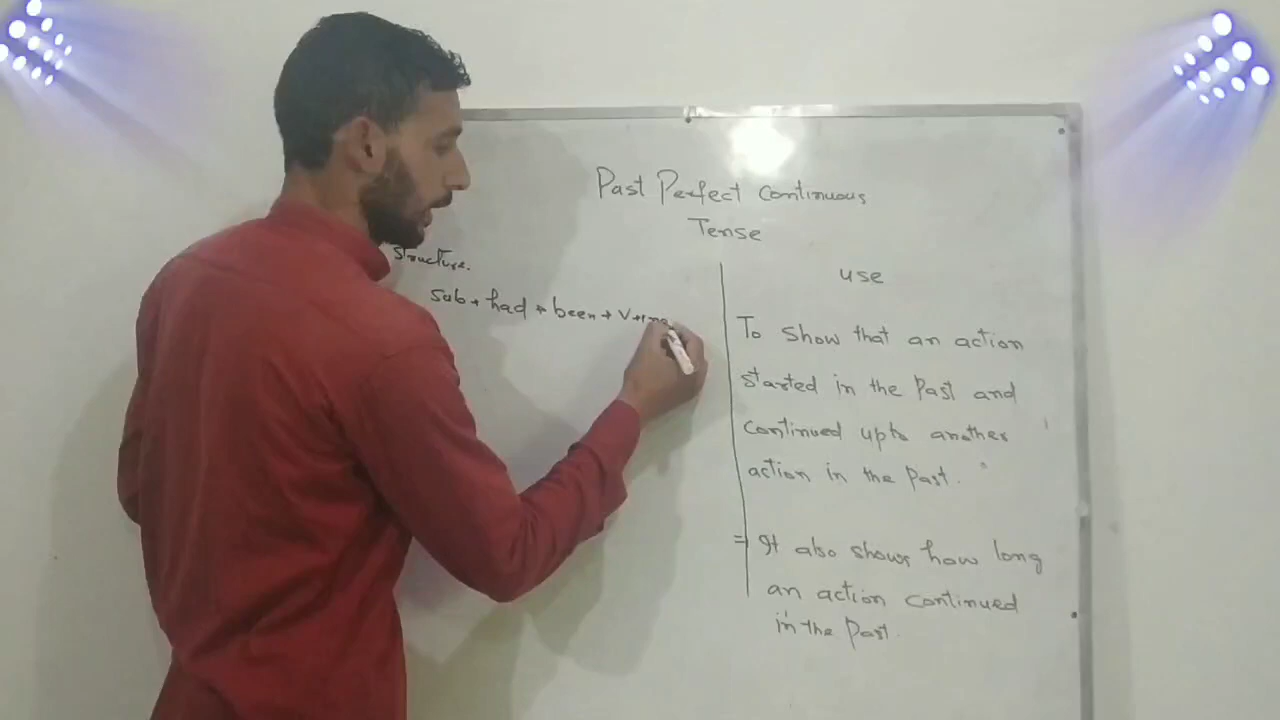 Past Perfect Continuous
Tense
Structure.
Sub + had + been + V+ing
use
To show that an action
started in the Past and
Continued upto another
action in the Past.
= It also shows how long
an action continued
in the Past.